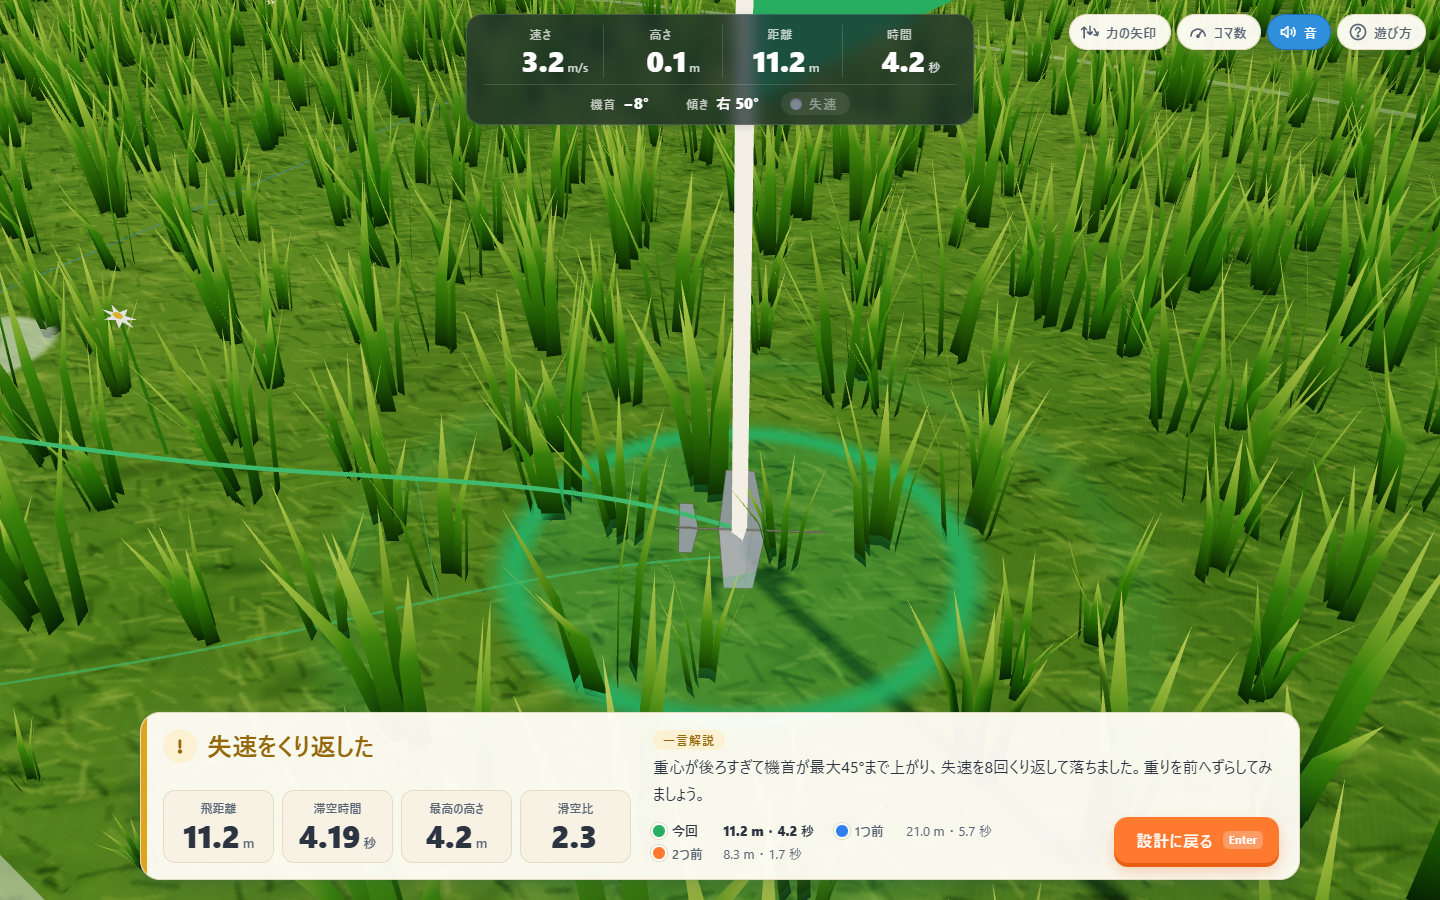 速さ 高さ 距離 時間
3.2 m/s 0.1 m 11.2 m 4.2 秒
機首 −8° 傾き 右 50° 失速
力の矢印 コマ数 音 遊び方
! 失速をくり返した
飛距離 滞空時間 最高の高さ 滑空比
11.2 m 4.19 秒 4.2 m 2.3
一言解説
重心が後ろすぎて機首が最大45°まで上がり、失速を8回くり返して落ちました。重りを前へずらしてみ
ましょう。
今回 11.2 m・4.2 秒 1つ前 21.0 m・5.7 秒
2つ前 8.3 m・1.7 秒
設計に戻る Enter